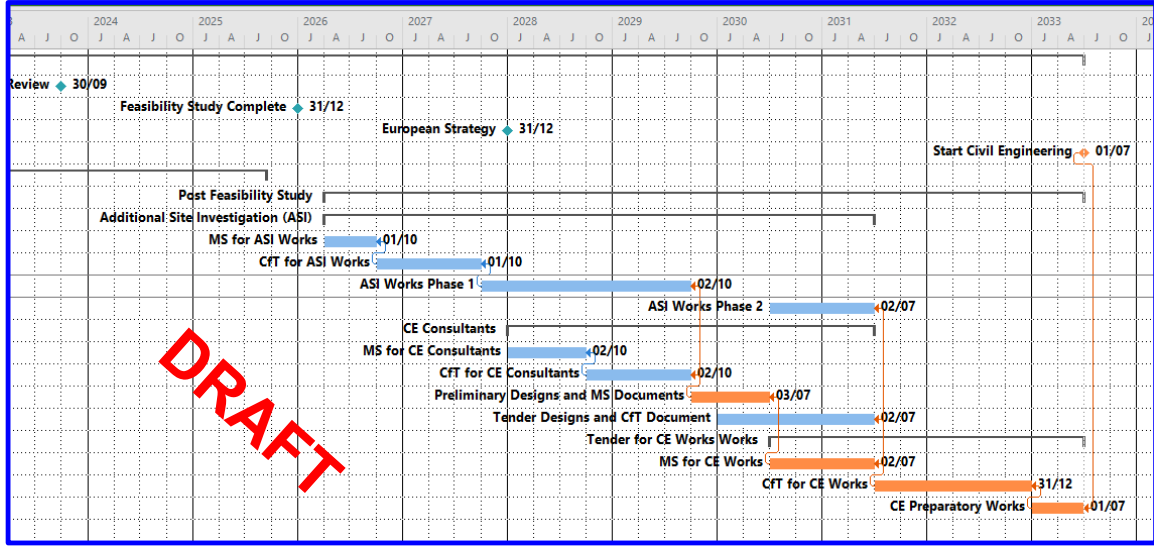 3 2024 2025 2026 2027 2028 2029 2030 2031 2032 2033 20
A J O J A J O J A J O J A J O J A J O J A J O J A J O J A J O J A J O J A J O J A J O J
Review 30/09
Feasibility Study Complete 31/12
European Strategy 31/12
Start Civil Engineering 01/07
Post Feasibility Study
Additional Site Investigation (ASI)
MS for ASI Works 01/10
CfT for ASI Works 01/10
ASI Works Phase 1 02/10
ASI Works Phase 2 02/07
CE Consultants
MS for CE Consultants 02/10
CfT for CE Consultants 02/10
Preliminary Designs and MS Documents 03/07
Tender Designs and CfT Document 02/07
Tender for CE Works Works
MS for CE Works 02/07
CfT for CE Works 31/12
CE Preparatory Works 01/07
DRAFT